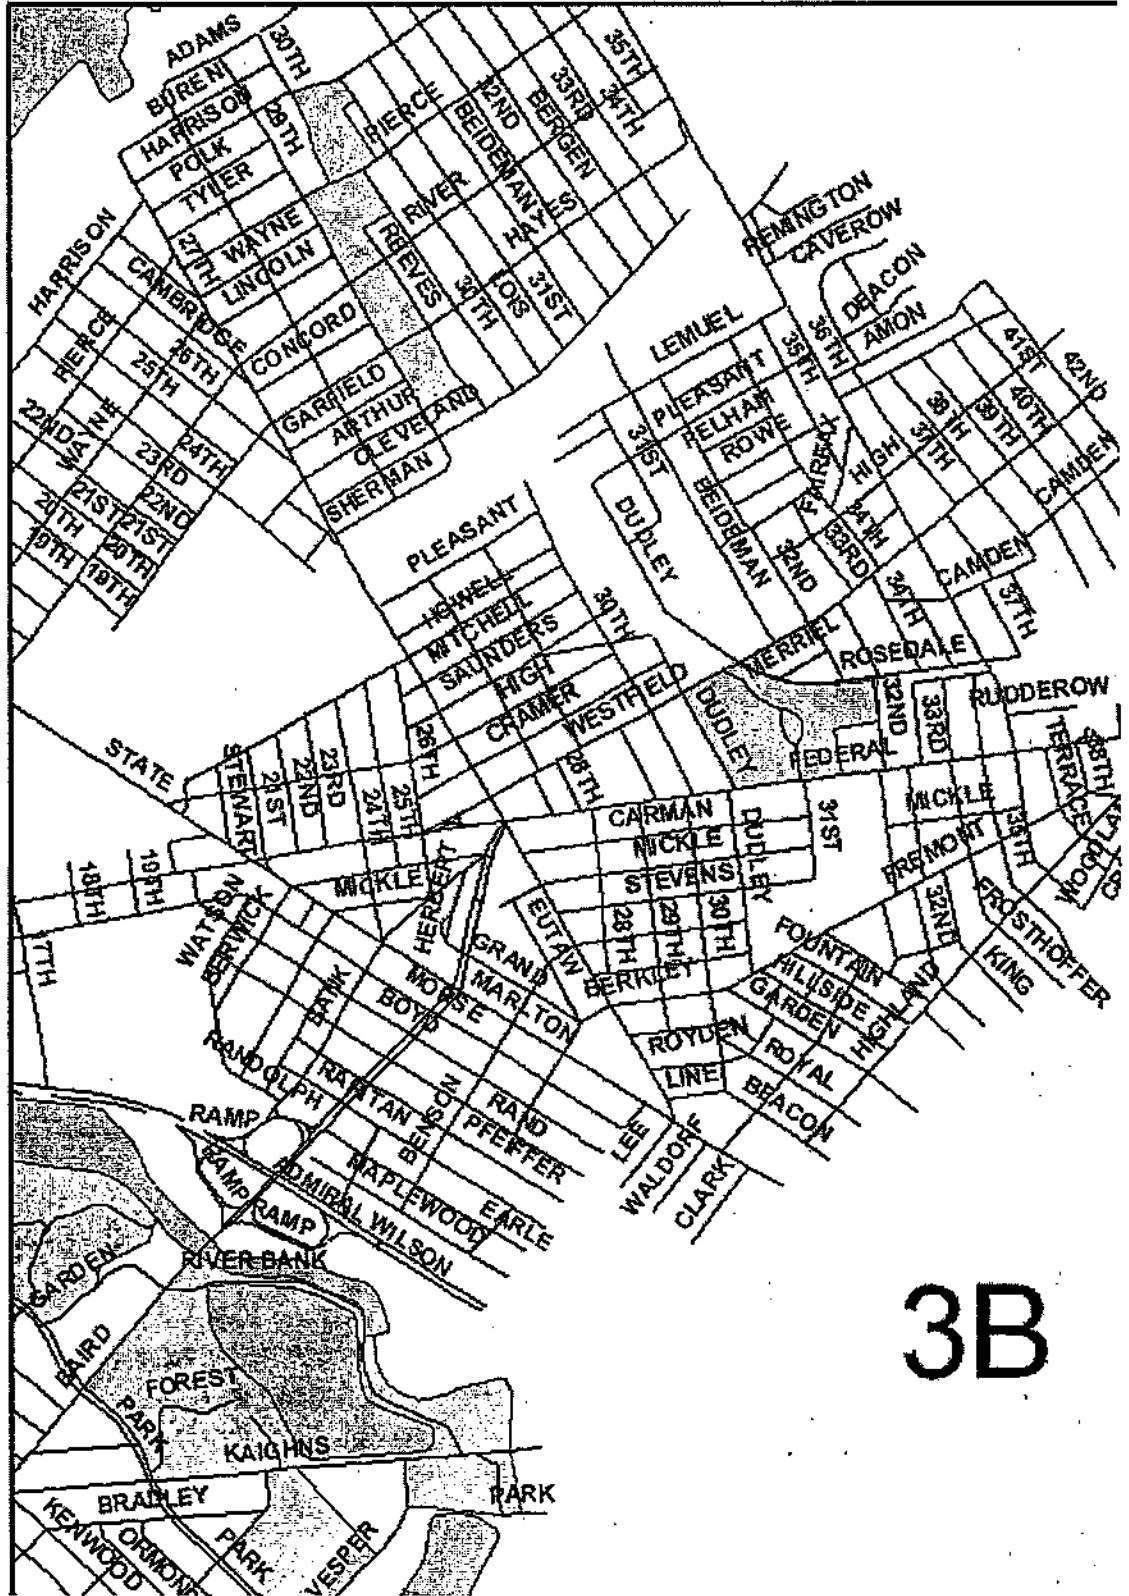 ADAMS
30TH
BUREN
HARRISON
29TH
POLK
TYLER
WAYNE
27TH
LINCOLN
PIERCE
32ND
BEIDEMAN
33RD
BERGEN
35TH
34TH
RIVER
REEVES
HAYES
30TH
LOIS
31ST
HARRISON
CAMBRIDGE
PIERCE
26TH
25TH
CONCORD
GARFIELD
ARTHUR
CLEVELAND
SHERMAN
22ND
WAYNE
24TH
23RD
21ST
22ND
20TH
21ST
19TH
20TH
19TH
REMINGTON
CAVEROW
DEACON
AMON
36TH
35TH
LEMUEL
PLEASANT
PELHAM
ROWE
31ST
FAIRFAX
HIGH
41ST
42ND
40TH
39TH
38TH
37TH
CAMDEN
DUDLEY
BEIDEMAN
32ND
33RD
34TH
CAMDEN
34TH
37TH
PLEASANT
HOWELL
MITCHELL
SAUNDERS
HIGH
CRAMER
30TH
WESTFIELD
MERRIEL
ROSEDALE
DUDLEY
32ND
33RD
RUDDEROW
FEDERAL
TERRACE
38TH
STATE
STEWART
21ST
22ND
23RD
24TH
25TH
26TH
28TH
CARMAN
MICKLE
STEVENS
DUDLEY
31ST
MICKLE
FREMONT
35TH
WOODLAN
18TH
19TH
WATSON
BERWICK
MICKLE
HERBERT
EUTAW
28TH
29TH
30TH
32ND
FROSTHOFFER
KING
17TH
GRAND
MARLTON
BERKLEY
FOUNTAIN
HILLSIDE
GARDEN
HIGHLAND
BANK
MORSE
BOYD
ROYDEN
ROYAL
LINE
BEACON
RANDOLPH
RARITAN
BENSON
RAND
PFEIFFER
LEE
WALDORF
CLARK
RAMP
RAMP
RAMP
ADMIRAL WILSON
MAPLEWOOD
EARLE
RIVER BANK
GARDEN
3B
BAIRD
FOREST
PARK
KAIGHNS
BRADLEY
PARK
KENWOOD
ORMOND
PARK
VESPER